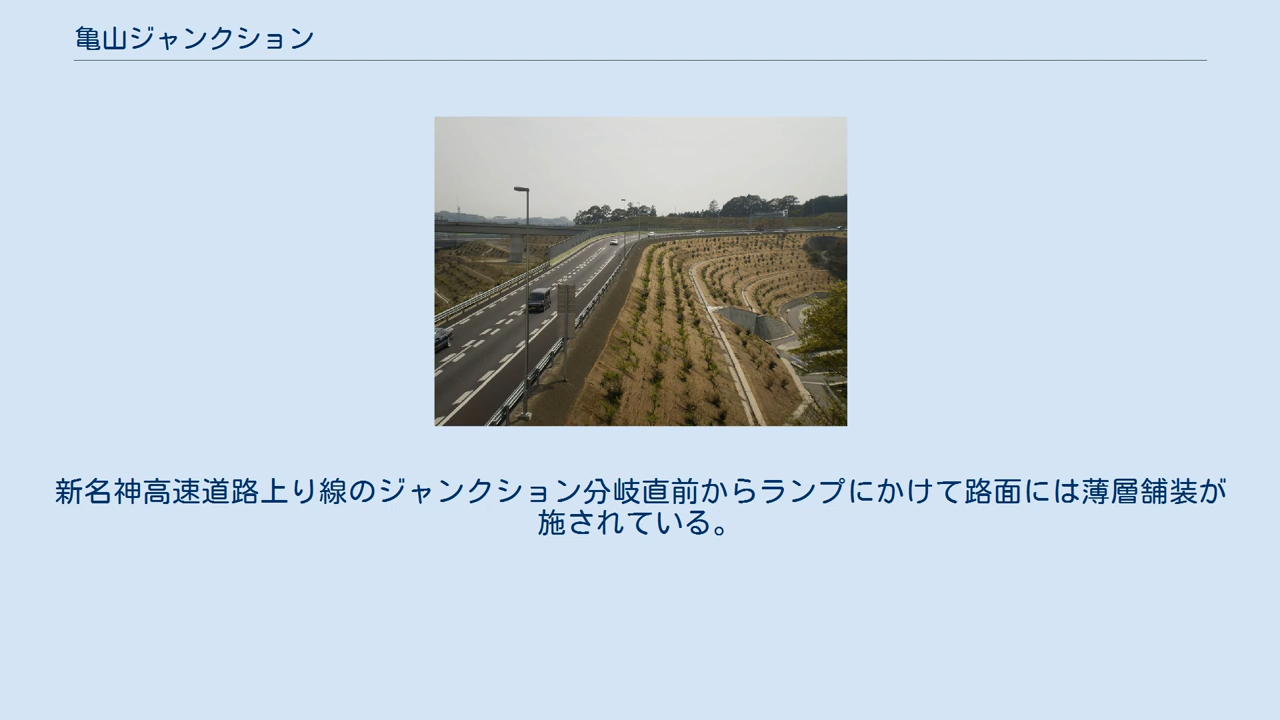 亀山ジャンクション
新名神高速道路上り線のジャンクション分岐直前からランプにかけて路面には薄層舗装が
施されている。